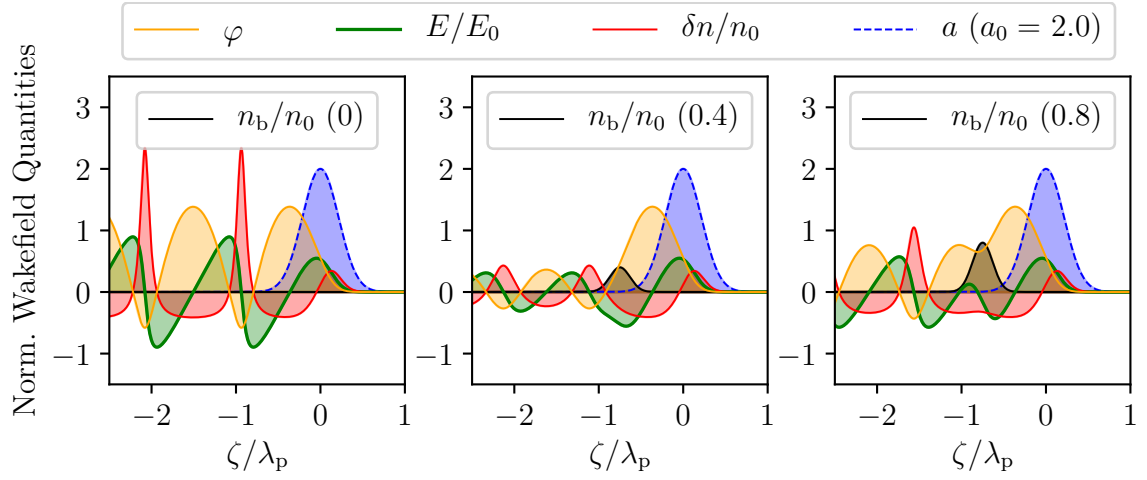 φ E/E₀ δn/n₀ a (a₀ = 2.0)
Norm. Wakefield Quantities
n_b/n₀ (0) n_b/n₀ (0.4) n_b/n₀ (0.8)
3 3 3
2 2 2
1 1 1
0 0 0
−1 −1 −1
−2 −1 0 1 −2 −1 0 1 −2 −1 0 1
ζ/λ_p ζ/λ_p ζ/λ_p